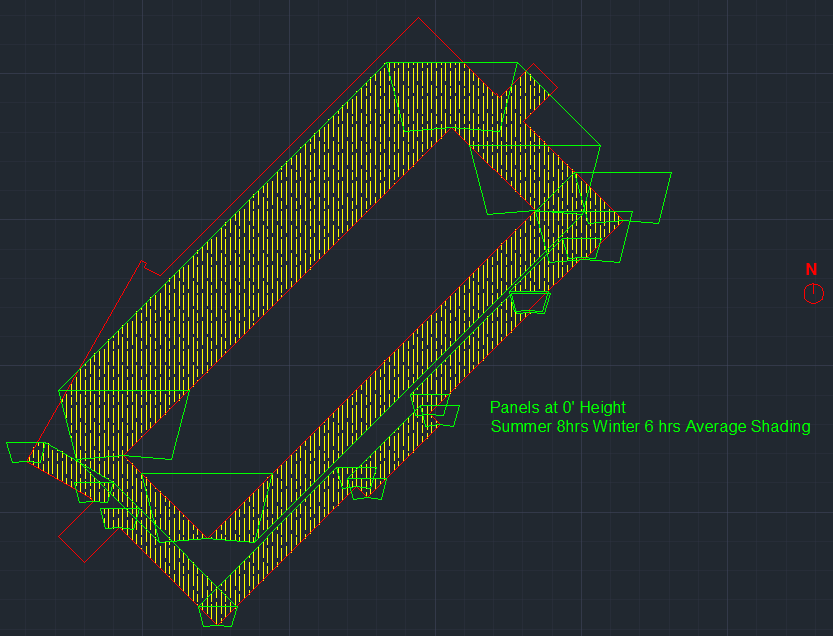 N
Panels at 0' Height
Summer 8hrs Winter 6 hrs Average Shading